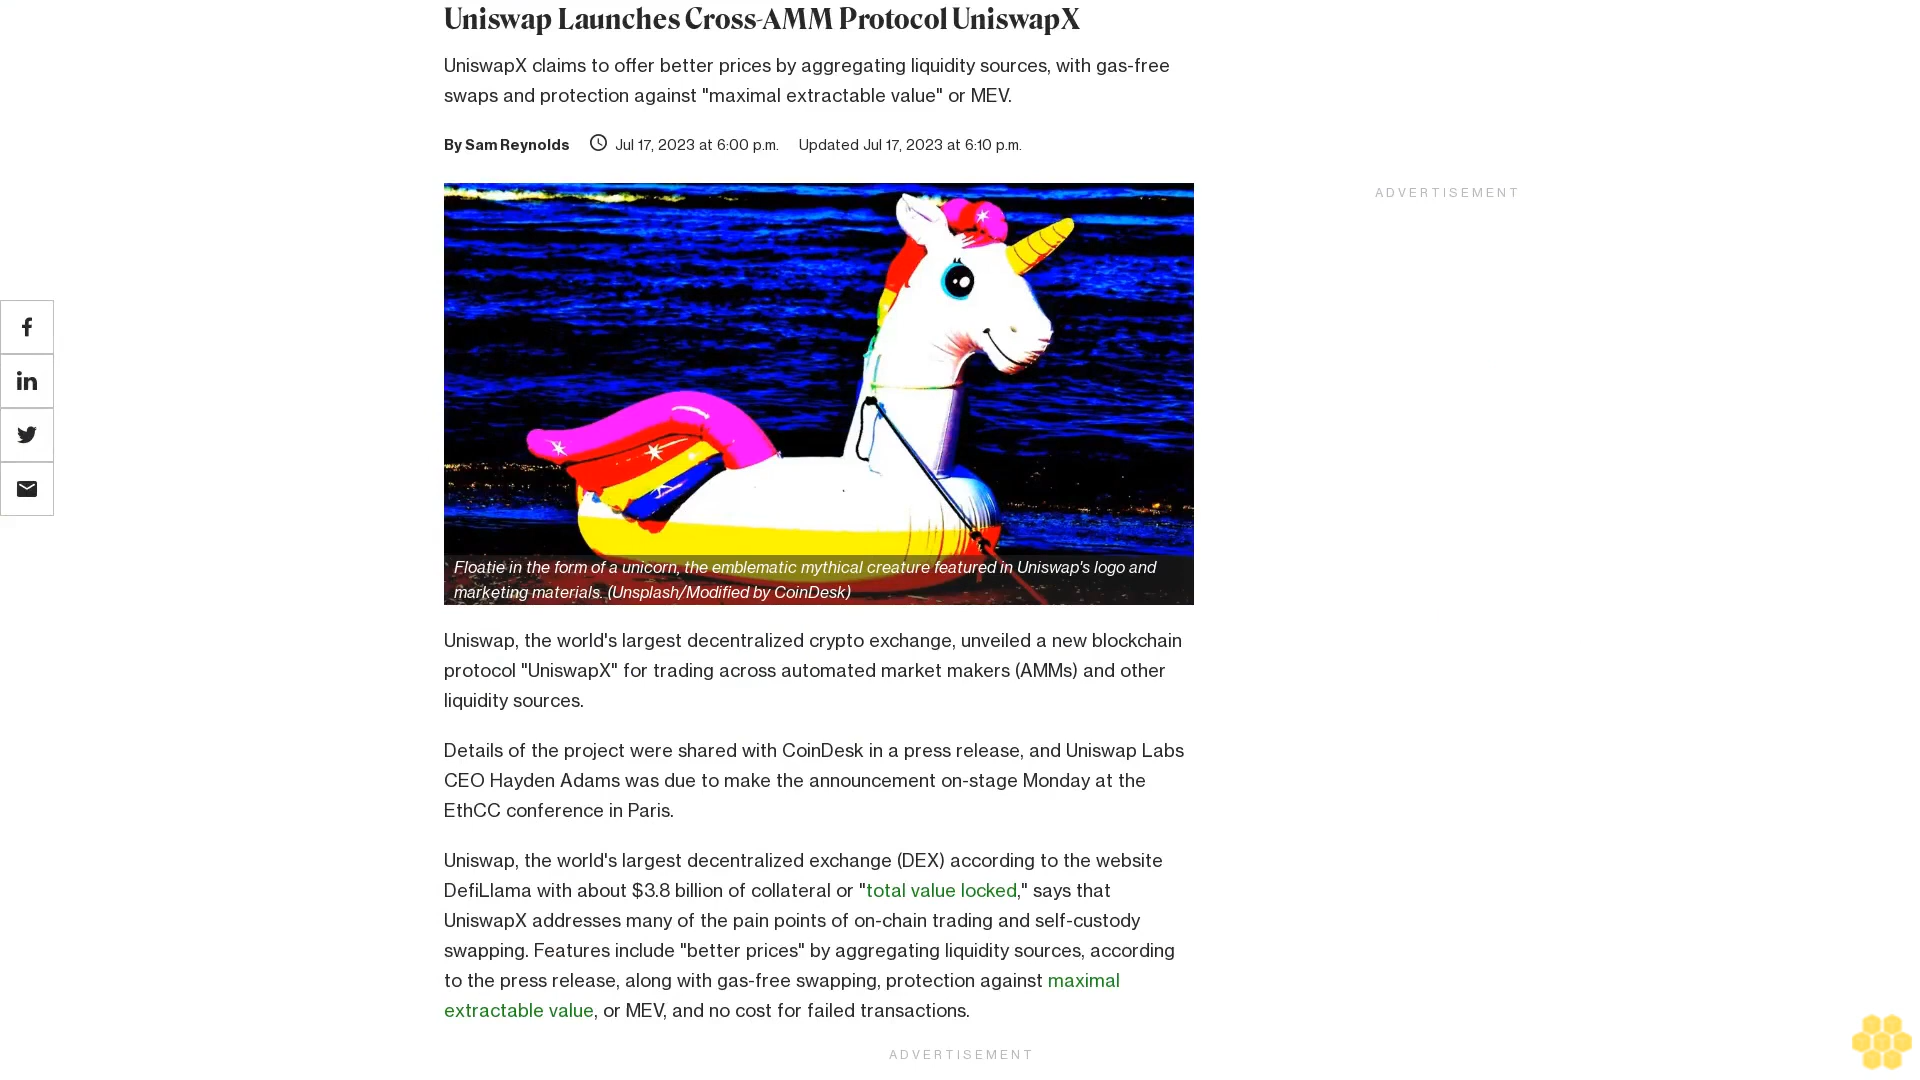 Uniswap Launches Cross-AMM Protocol UniswapX
UniswapX claims to offer better prices by aggregating liquidity sources, with gas-free
swaps and protection against "maximal extractable value" or MEV.
By Sam Reynolds Jul 17, 2023 at 6:00 p.m. Updated Jul 17, 2023 at 6:10 p.m.
ADVERTISEMENT
Floatie in the form of a unicorn, the emblematic mythical creature featured in Uniswap's logo and
marketing materials. (Unsplash/Modified by CoinDesk)
Uniswap, the world's largest decentralized crypto exchange, unveiled a new blockchain
protocol "UniswapX" for trading across automated market makers (AMMs) and other
liquidity sources.
Details of the project were shared with CoinDesk in a press release, and Uniswap Labs
CEO Hayden Adams was due to make the announcement on-stage Monday at the
EthCC conference in Paris.
Uniswap, the world's largest decentralized exchange (DEX) according to the website
DefiLlama with about $3.8 billion of collateral or "total value locked," says that
UniswapX addresses many of the pain points of on-chain trading and self-custody
swapping. Features include "better prices" by aggregating liquidity sources, according
to the press release, along with gas-free swapping, protection against maximal
extractable value, or MEV, and no cost for failed transactions.
ADVERTISEMENT